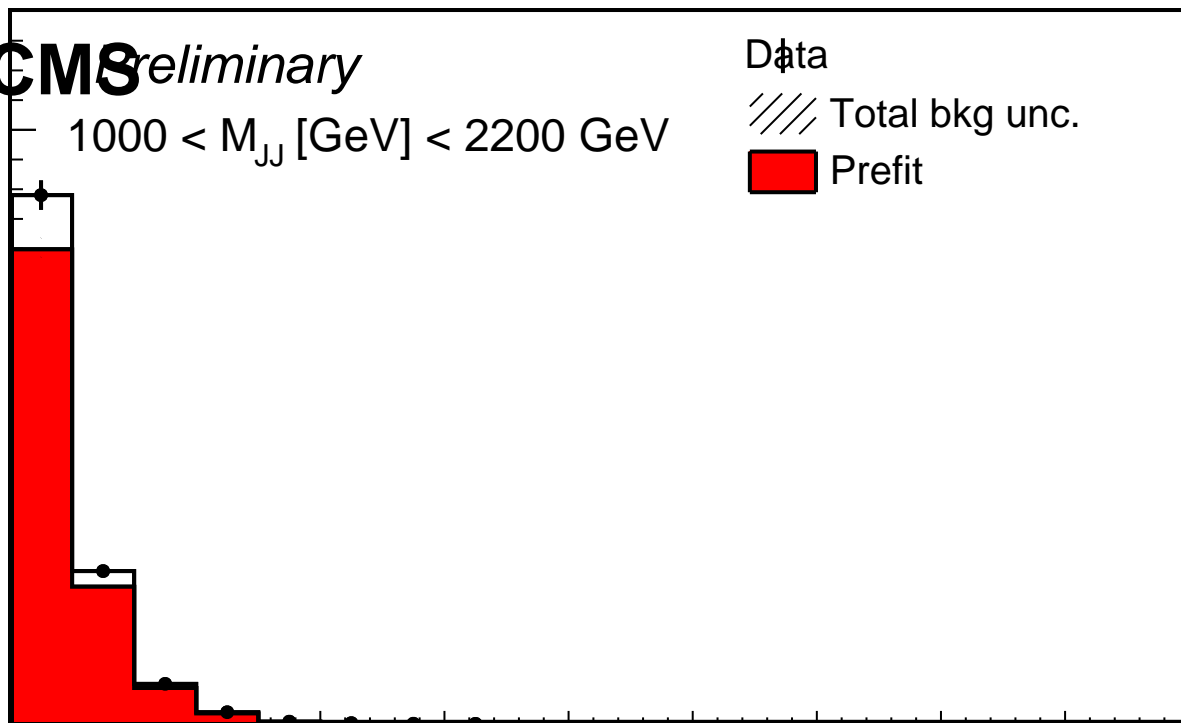 CMS Preliminary
1000 < M_JJ [GeV] < 2200 GeV
Data
Total bkg unc.
Prefit